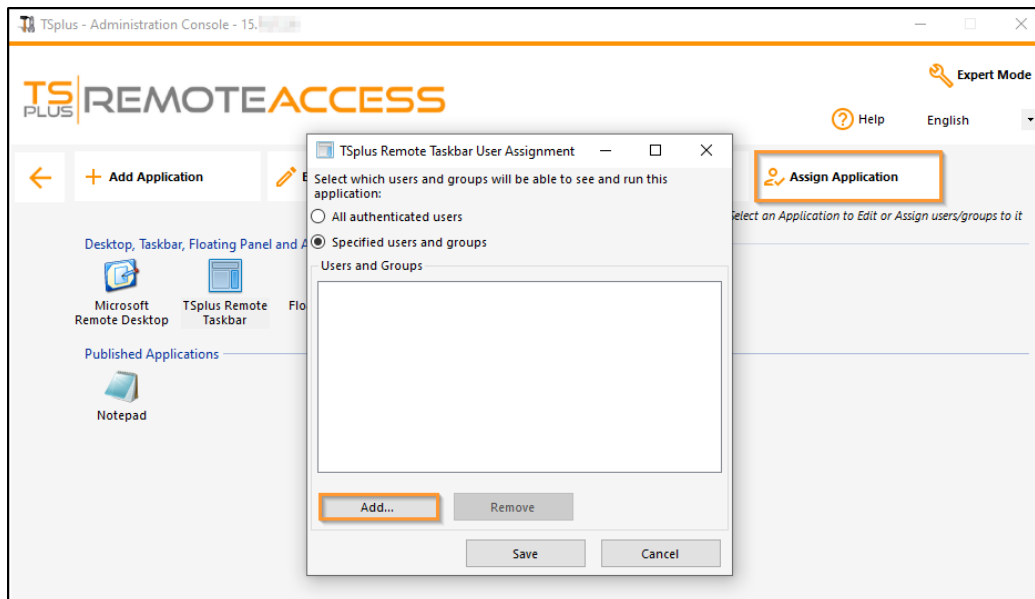 TSplus - Administration Console - 15.
Expert Mode
TS PLUS REMOTEACCESS
Help
English
Add Application
Assign Application
Select an Application to Edit or Assign users/groups to it
Desktop, Taskbar, Floating Panel and A
Microsoft
Remote Desktop
TSplus Remote
Taskbar
Flo
Published Applications
Notepad
TSplus Remote Taskbar User Assignment
Select which users and groups will be able to see and run this
application:
All authenticated users
Specified users and groups
Users and Groups
Add...
Remove
Save
Cancel